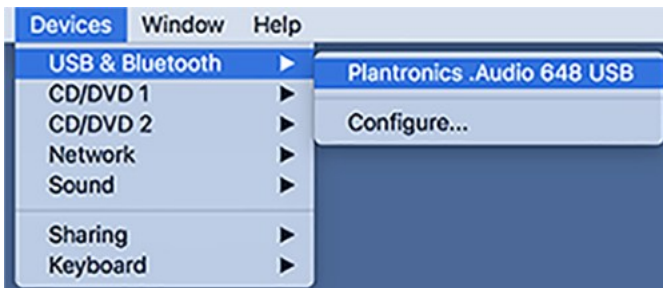 Devices Window Help
USB & Bluetooth
CD/DVD 1
CD/DVD 2
Network
Sound
Sharing
Keyboard
Plantronics .Audio 648 USB
Configure...